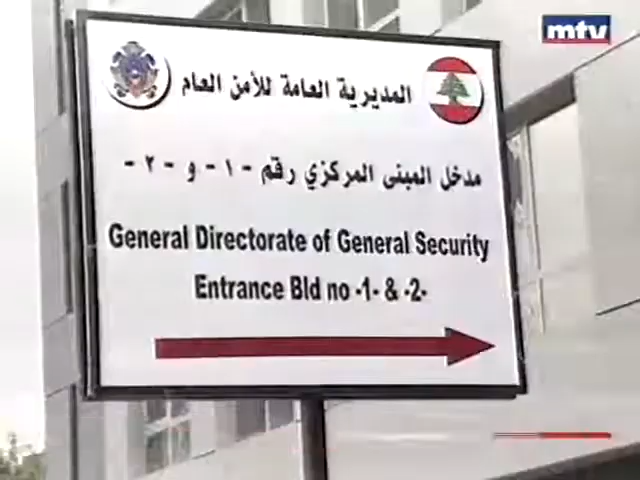 mtv
المديرية العامة للأمن العام
مدخل المبنى المركزي رقم -١- و -٢-
General Directorate of General Security
Entrance Bld no -1- & -2-